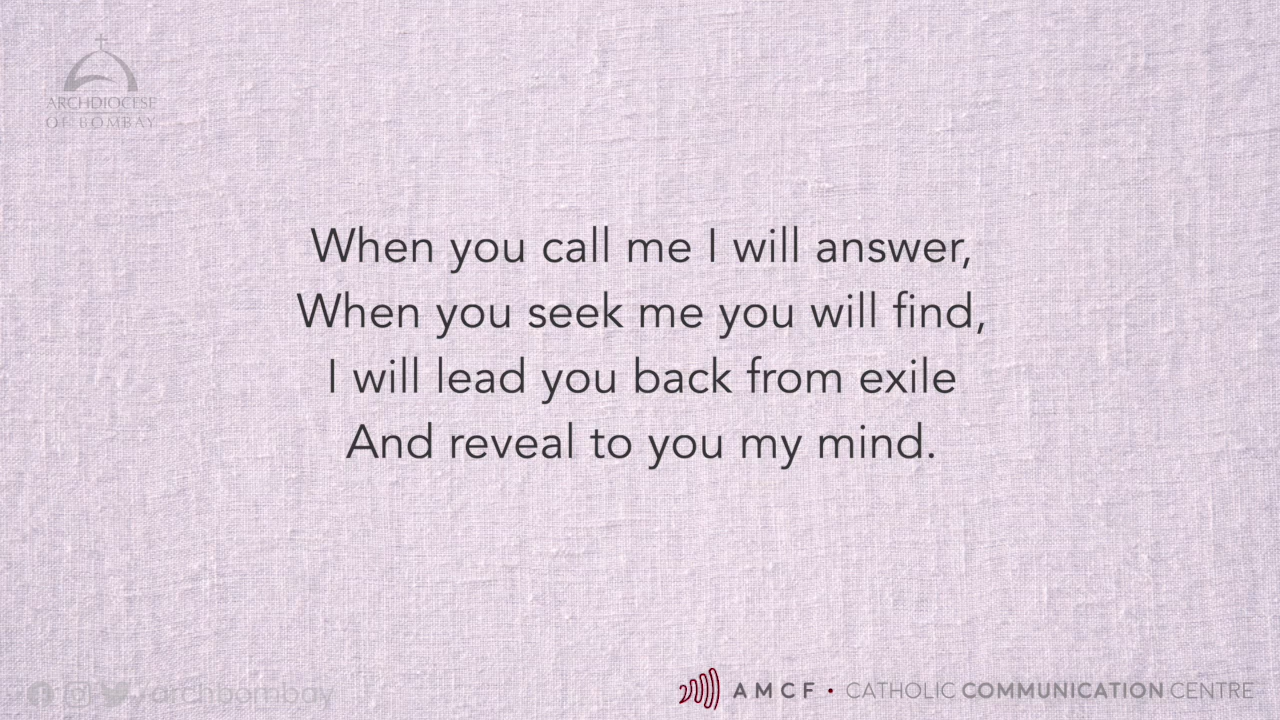 ARCHDIOCESE
OF BOMBAY
When you call me I will answer,
When you seek me you will find,
I will lead you back from exile
And reveal to you my mind.
/archbombay
AMCF • CATHOLIC COMMUNICATION CENTRE